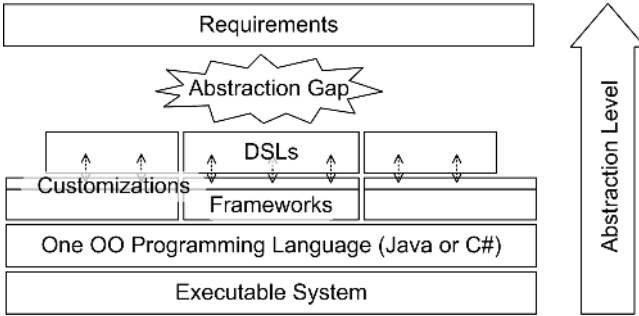 Requirements
Abstraction Gap
DSLs
Customizations
Frameworks
One OO Programming Language (Java or C#)
Executable System
Abstraction Level